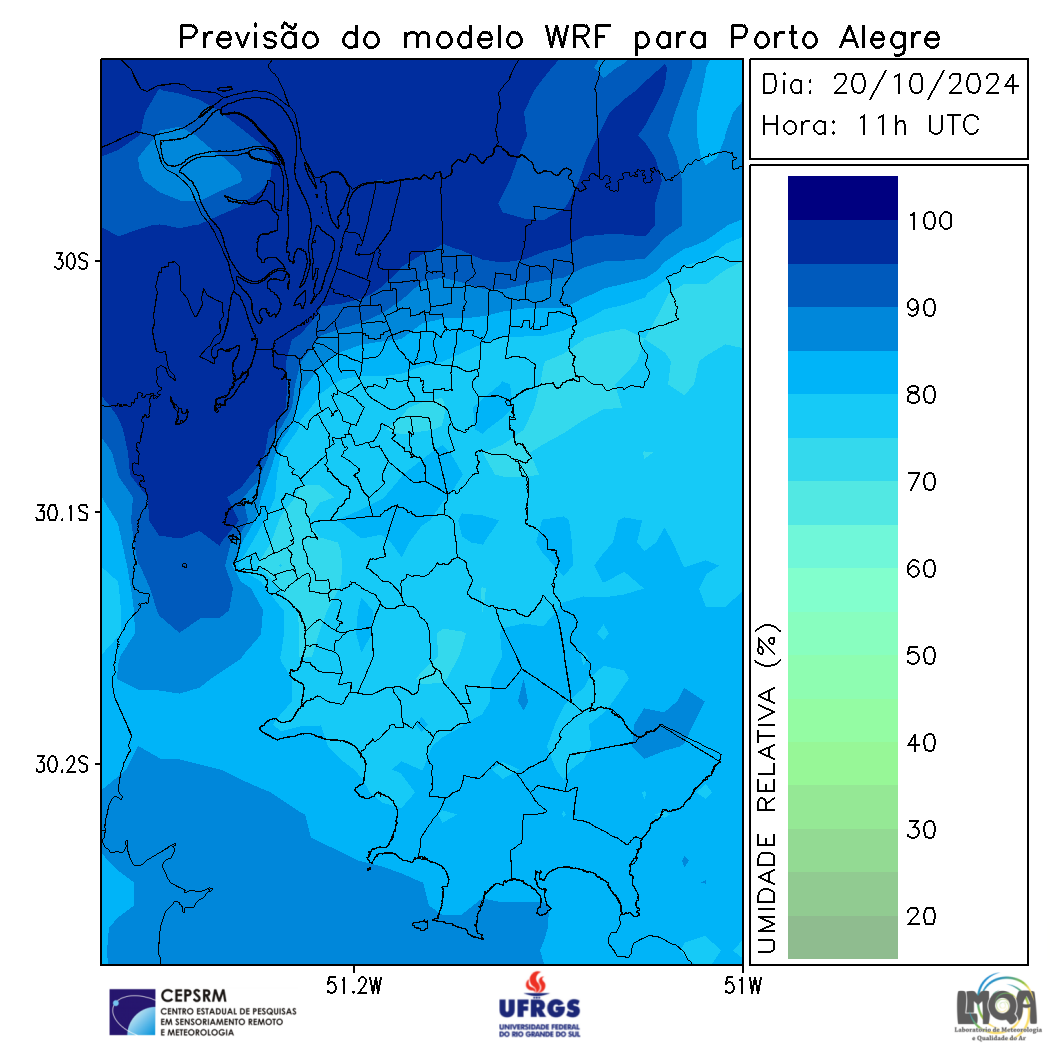 Previsão do modelo WRF para Porto Alegre
Dia: 20/10/2024
Hora: 11h UTC
30S
30.1S
30.2S
51.2W
51W
UMIDADE RELATIVA (%)
100
90
80
70
60
50
40
30
20
CEPSRM
CENTRO ESTADUAL DE PESQUISAS
EM SENSORIAMENTO REMOTO
E METEOROLOGIA
UFRGS
UNIVERSIDADE FEDERAL
DO RIO GRANDE DO SUL
LMQA
Laboratório de Meteorologia
e Qualidade do Ar